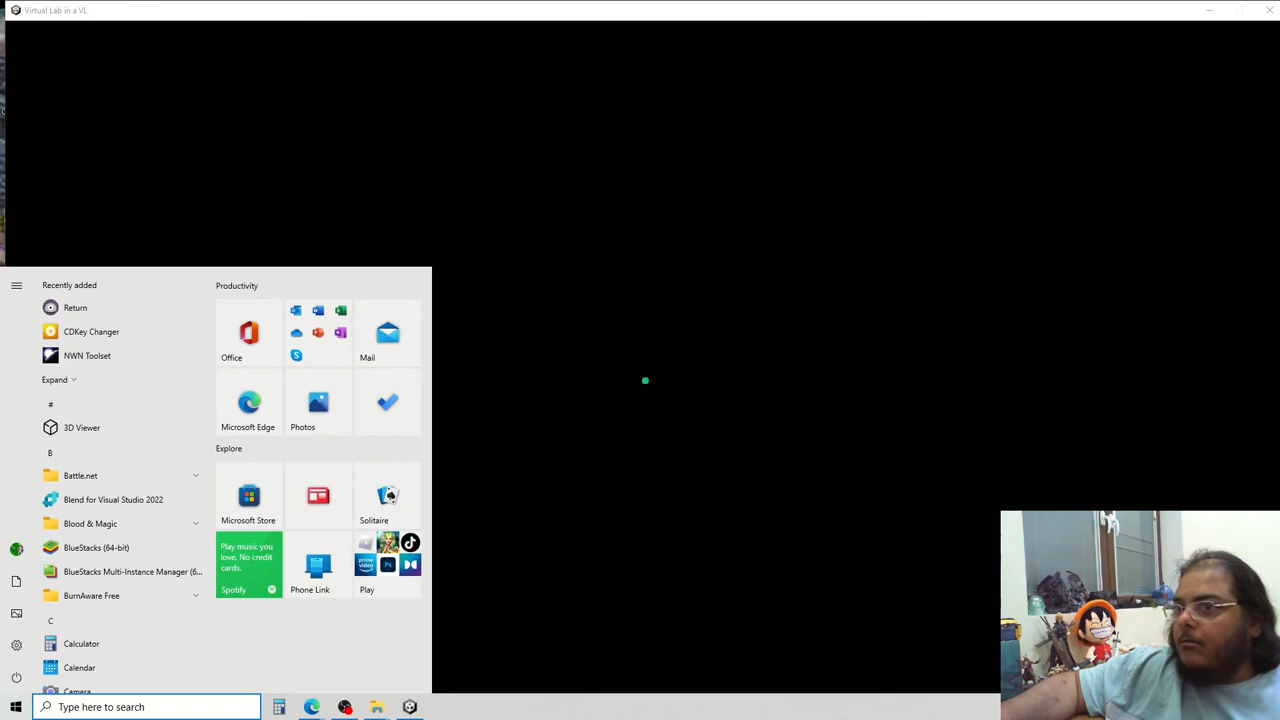 Virtual Lab in a VL
Recently added
Return
CDKey Changer
NWN Toolset
Expand
#
3D Viewer
B
Battle.net
Blend for Visual Studio 2022
Blood & Magic
BlueStacks (64-bit)
BlueStacks Multi-Instance Manager (6...
BurnAware Free
C
Calculator
Calendar
Camera
Productivity
Office
Mail
Microsoft Edge
Photos
Explore
Microsoft Store
Solitaire
Play music you
love. No credit
cards.
Spotify
Phone Link
prime video
Ps
Play
Type here to search